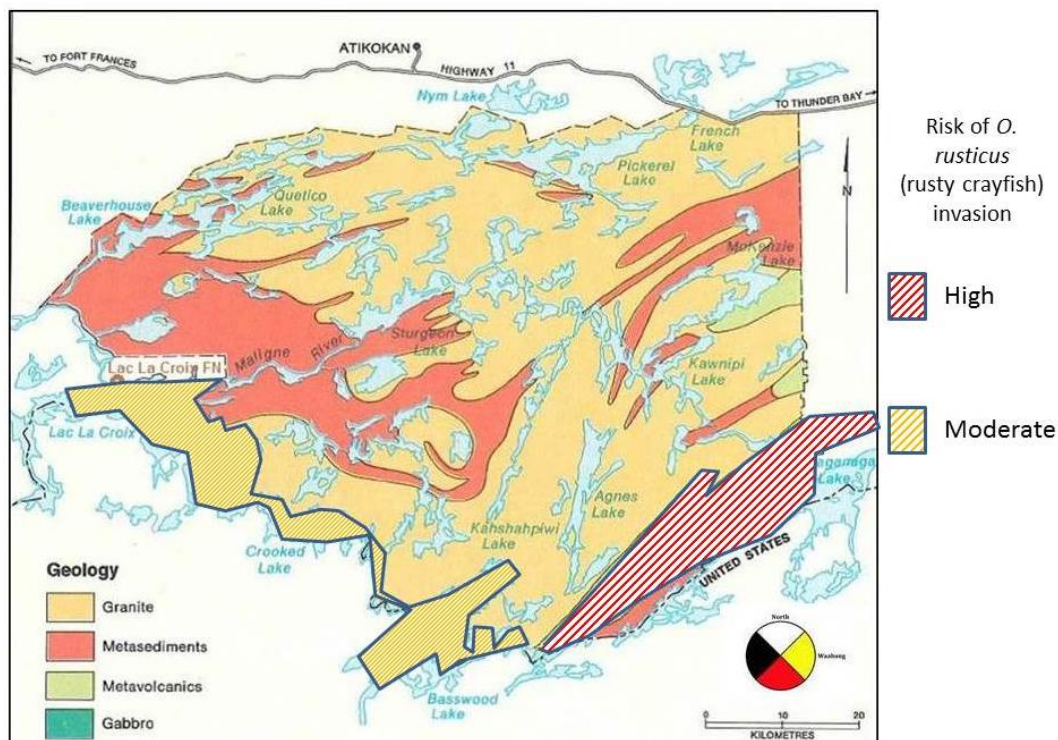 TO FORT FRANCES
ATIKOKAN
HIGHWAY 11
Nym Lake
TO THUNDER BAY
French
Lake
Pickerel
Lake
N
Quetico
Lake
Beaverhouse
Lake
McKenzie
Lake
Sturgeon
Lake
Maligne River
Lac La Croix FN
Kawnipi
Lake
Lac La Croix
Agnes
Lake
Kahshahpiwi
Lake
Crooked
Lake
Lake
UNITED STATES
Basswood
Lake
Geology
Granite
Metasediments
Metavolcanics
Gabbro
North
0 10 20
KILOMETRES
Risk of O.
rusticus
(rusty crayfish)
invasion
High
Moderate